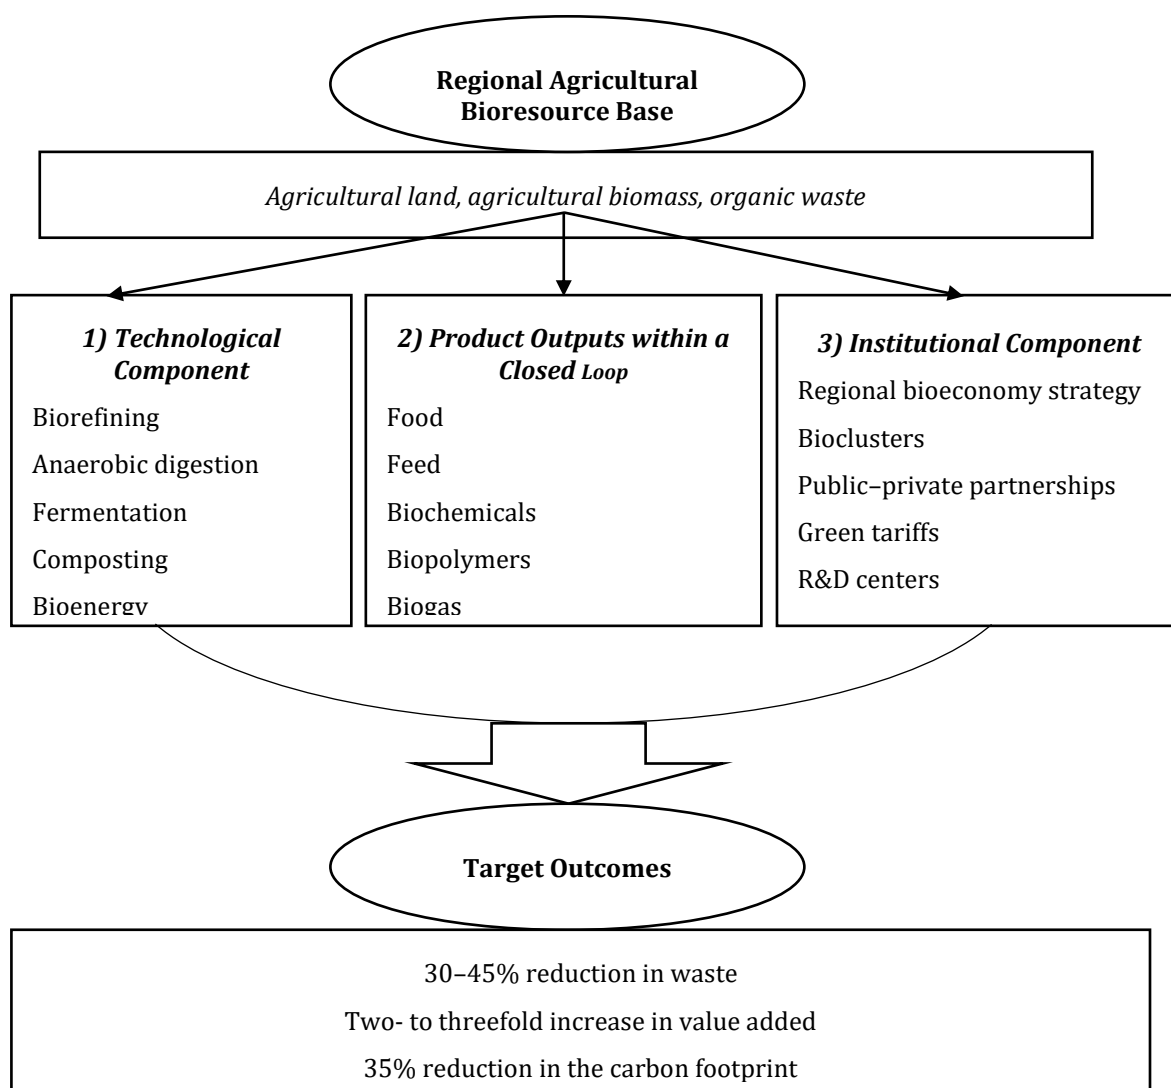 Regional Agricultural
Bioresource Base
Agricultural land, agricultural biomass, organic waste
1) Technological
Component
Biorefining
Anaerobic digestion
Fermentation
Composting
Bioenergy
2) Product Outputs within a
Closed Loop
Food
Feed
Biochemicals
Biopolymers
Biogas
3) Institutional Component
Regional bioeconomy strategy
Bioclusters
Public–private partnerships
Green tariffs
R&D centers
Target Outcomes
30–45% reduction in waste
Two- to threefold increase in value added
35% reduction in the carbon footprint